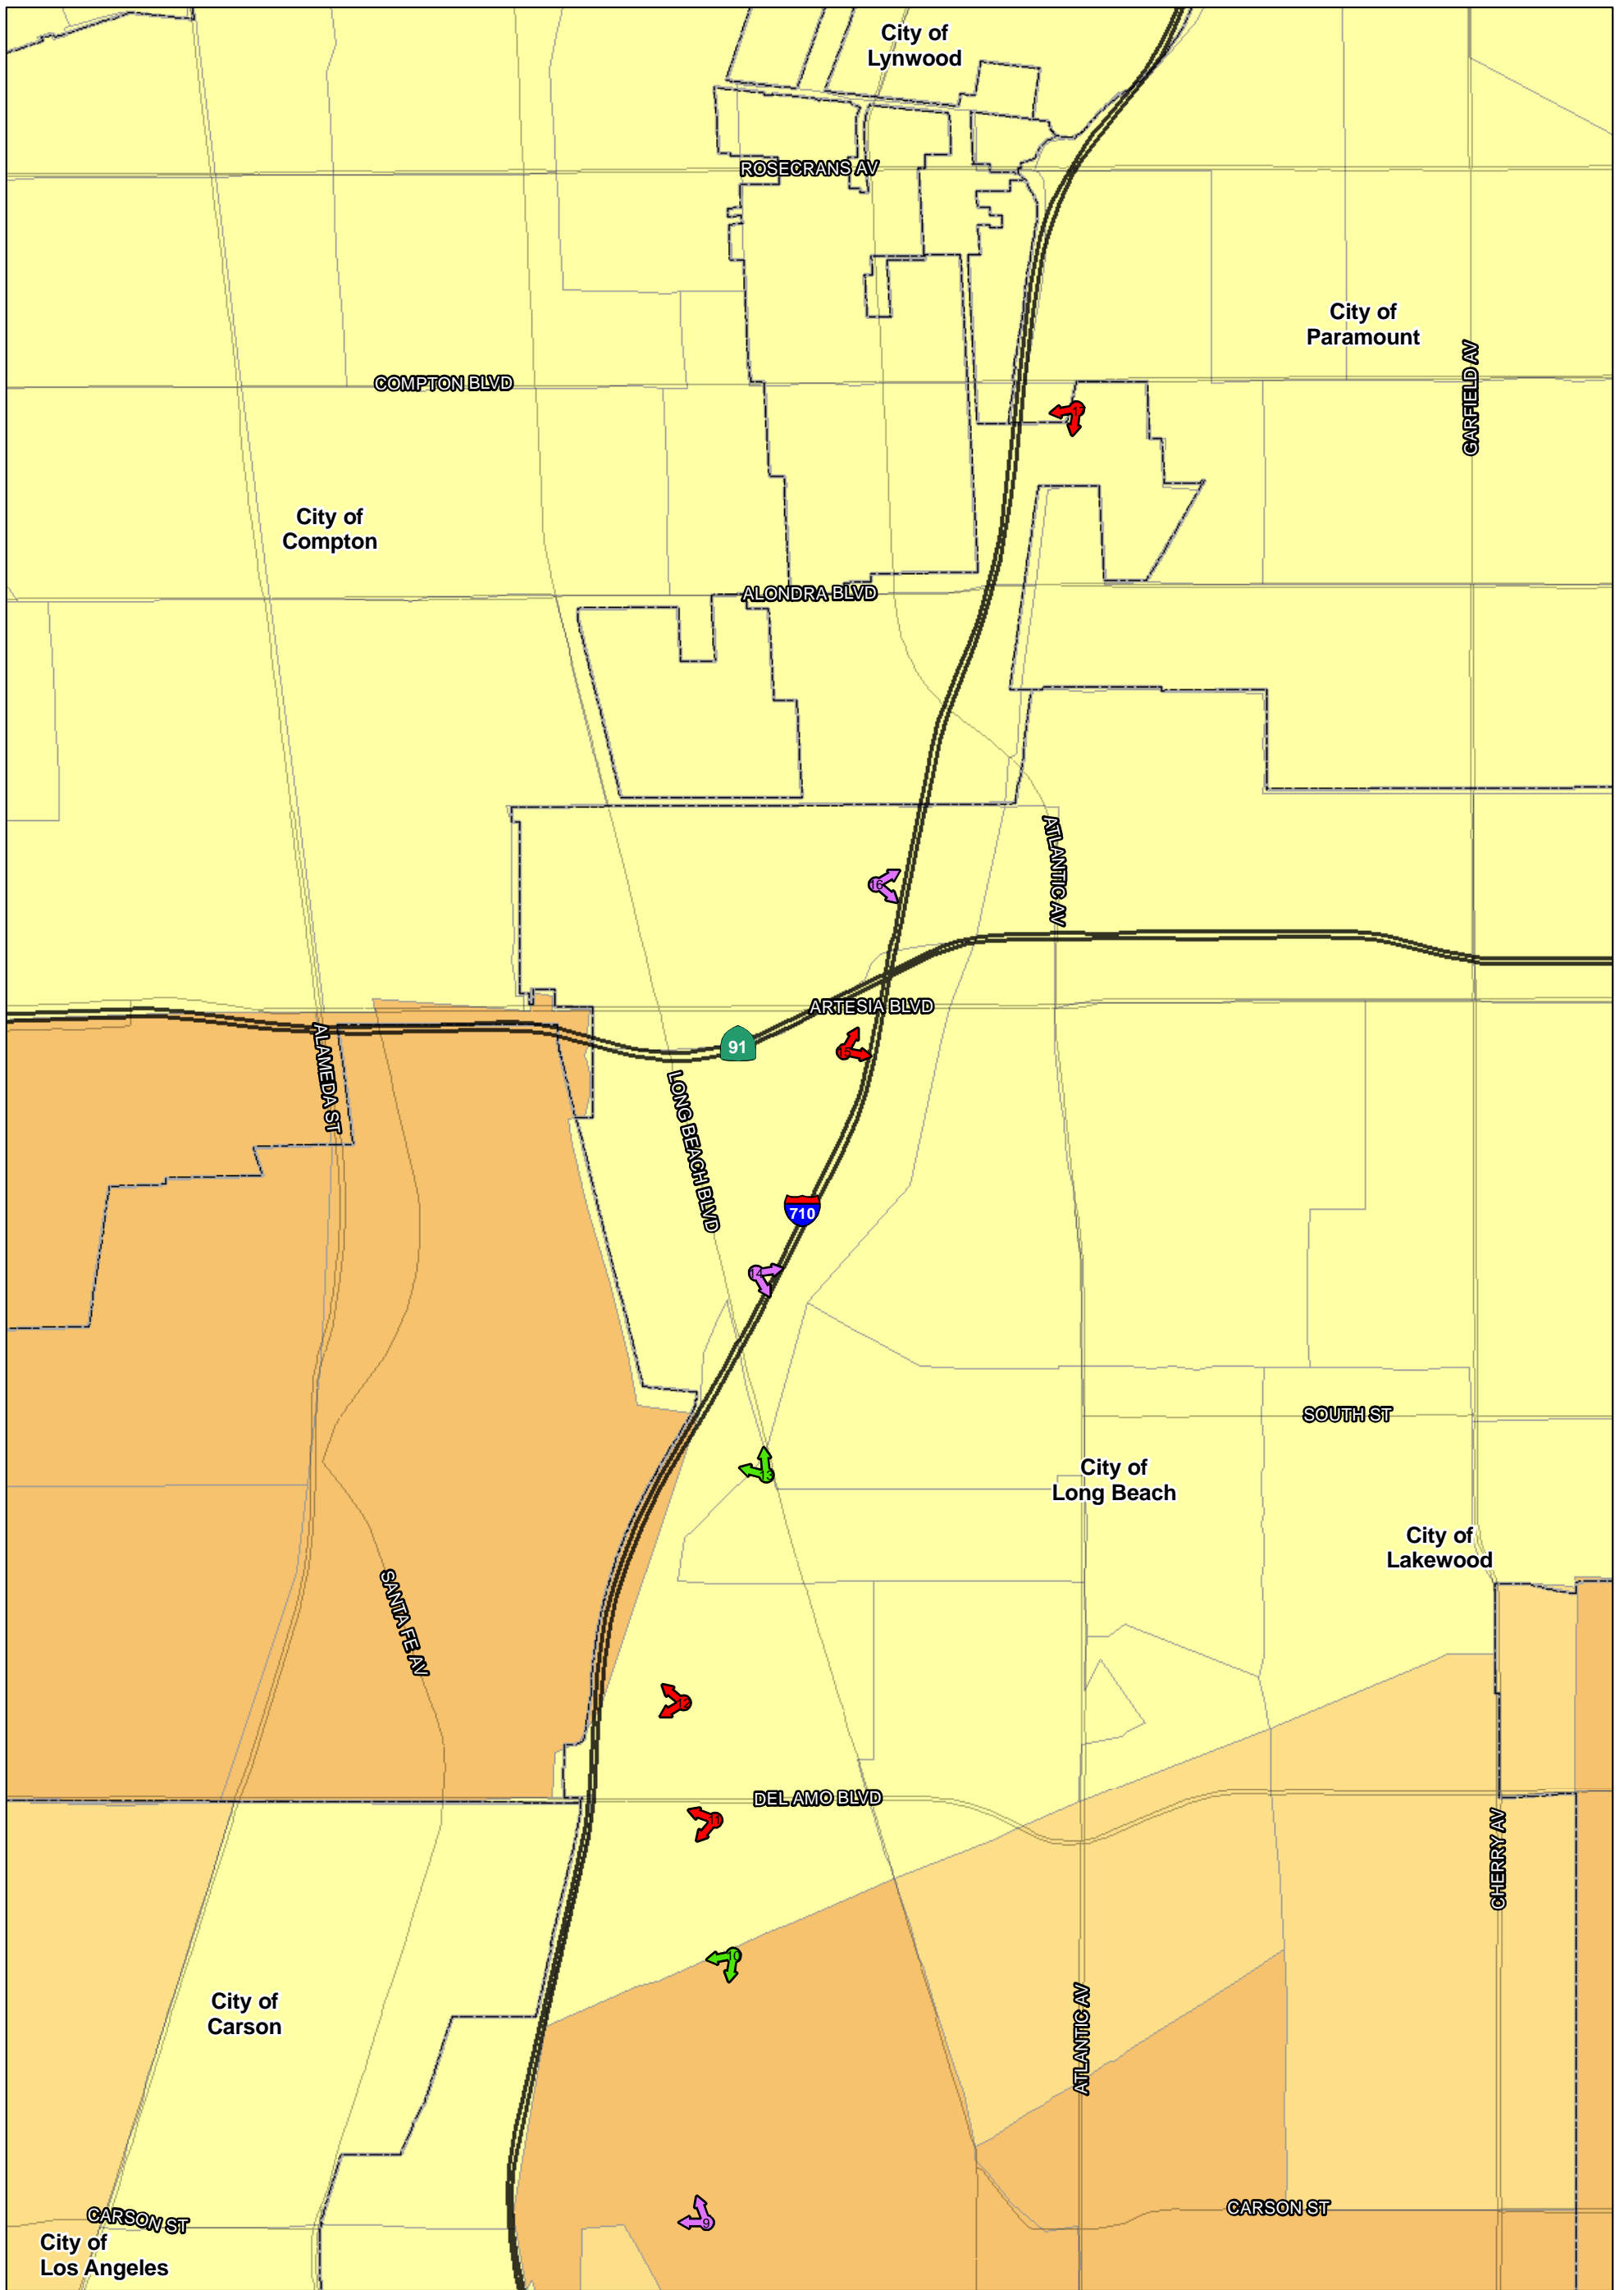 City of
Lynwood
ROSECRANS AV
City of
Paramount
GARFIELD AV
COMPTON BLVD
City of
Compton
ALONDRA BLVD
ATLANTIC AV
16
ARTESIA BLVD
91
ALAMEDA ST
LONG BEACH BLVD
710
SOUTH ST
City of
Long Beach
City of
Lakewood
SANTA FE AV
DEL AMO BLVD
CHERRY AV
10
City of
Carson
ATLANTIC AV
CARSON ST
9
CARSON ST
City of
Los Angeles